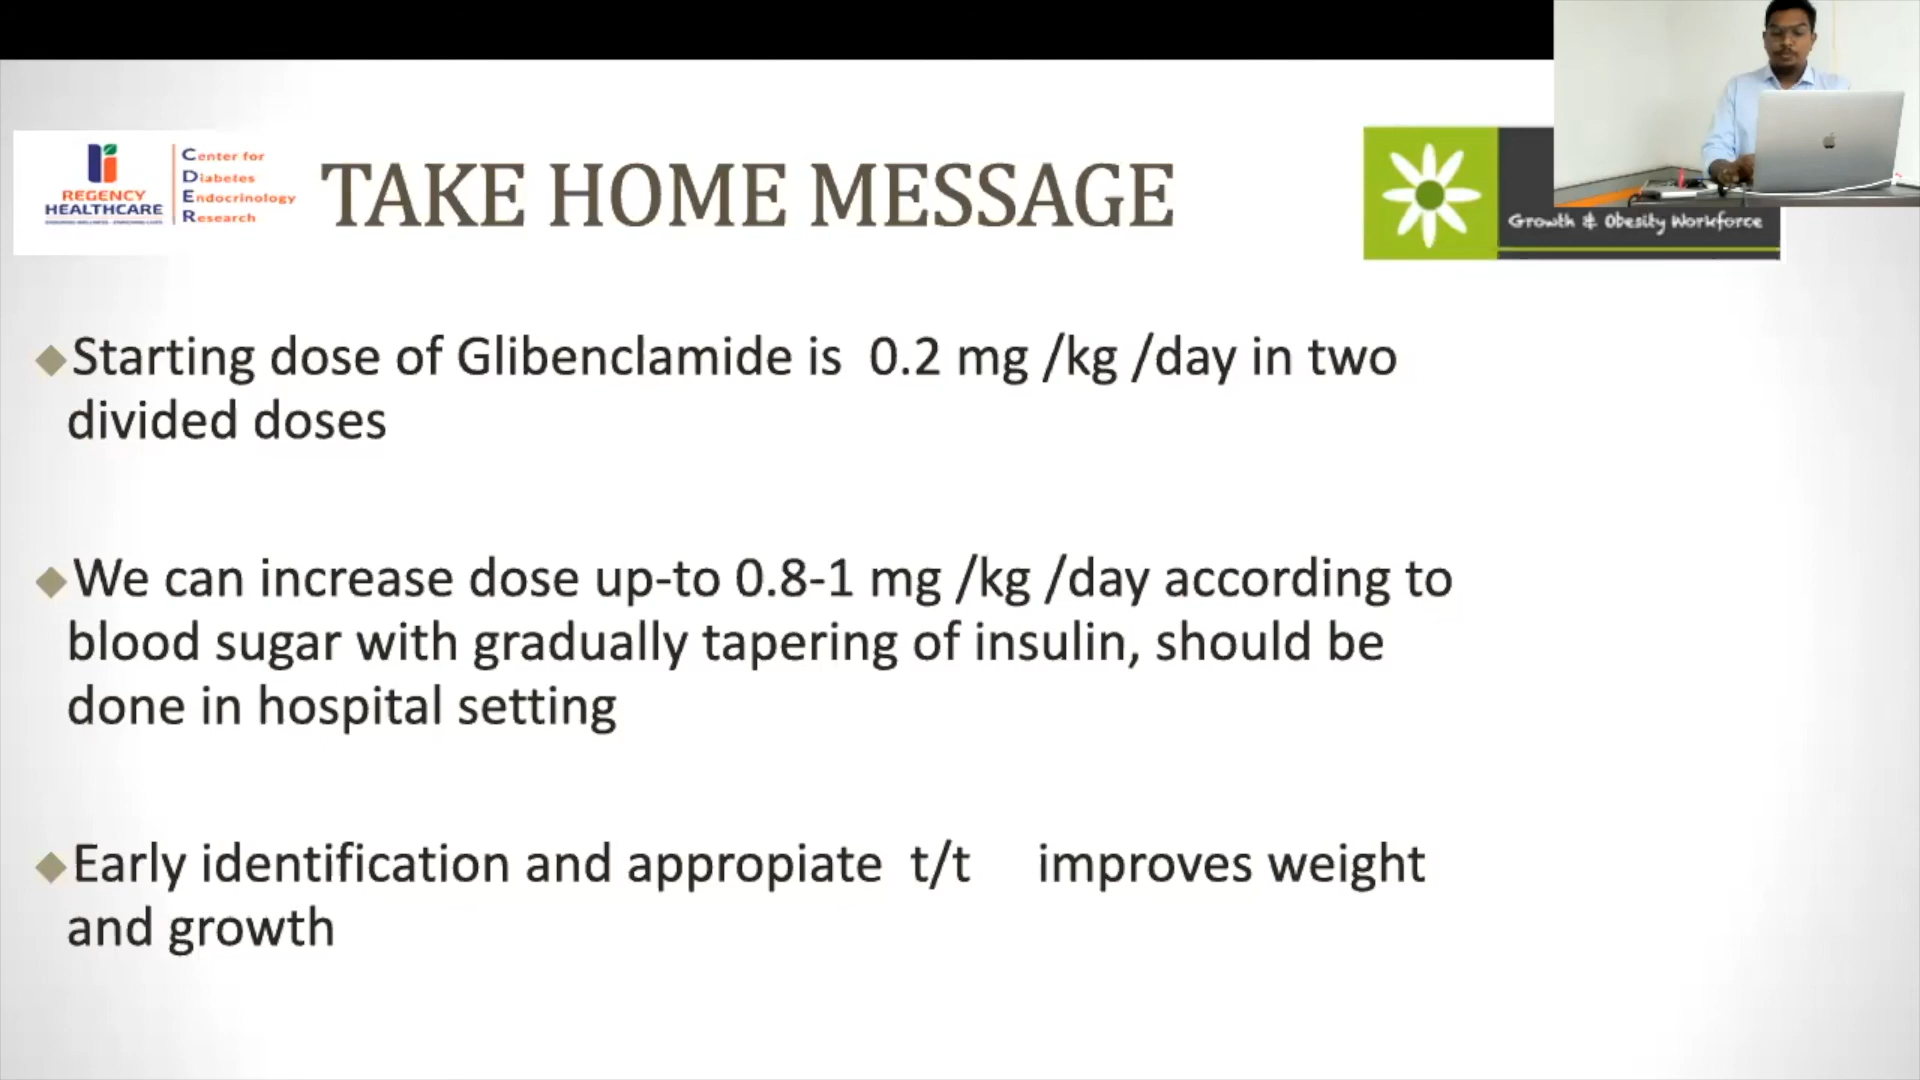 Center for
Diabetes
Endocrinology
Research
REGENCY
HEALTHCARE
TAKE HOME MESSAGE
Growth & Obesity Workforce
Starting dose of Glibenclamide is 0.2 mg /kg /day in two
divided doses
We can increase dose up-to 0.8-1 mg /kg /day according to
blood sugar with gradually tapering of insulin, should be
done in hospital setting
Early identification and appropiate t/t improves weight
and growth